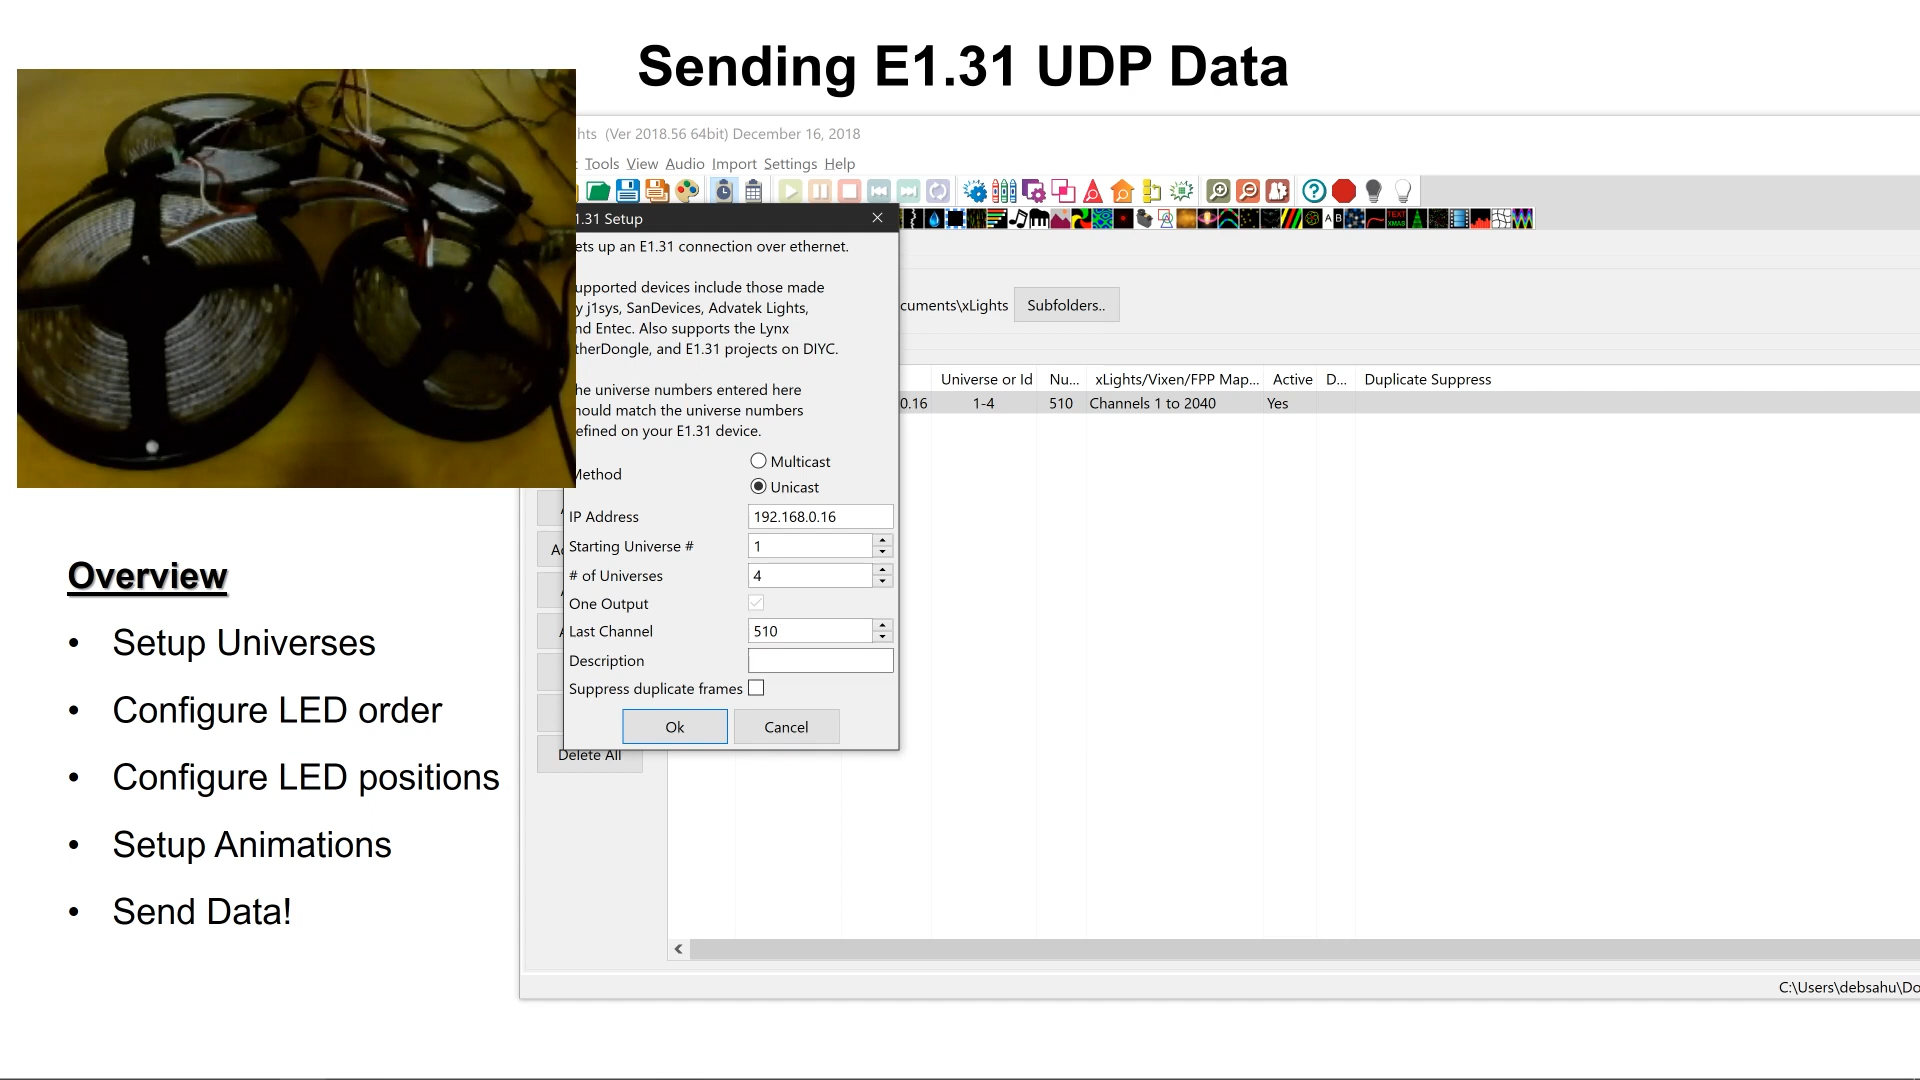 Sending E1.31 UDP Data
hts (Ver 2018.56 64bit) December 16, 2018
Tools View Audio Import Settings Help
1.31 Setup
ets up an E1.31 connection over ethernet.
upported devices include those made
y j1sys, SanDevices, Advatek Lights,
nd Entec. Also supports the Lynx
therDongle, and E1.31 projects on DIYC.
he universe numbers entered here
hould match the universe numbers
efined on your E1.31 device.
Method
Multicast
Unicast
IP Address 192.168.0.16
Starting Universe # 1
# of Universes 4
One Output
Last Channel 510
Description
Suppress duplicate frames
Ok Cancel
Delete All
cuments\xLights Subfolders..
Universe or Id Nu... xLights/Vixen/FPP Map... Active D... Duplicate Suppress
0.16 1-4 510 Channels 1 to 2040 Yes
C:\Users\debsahu\Do
Overview
• Setup Universes
• Configure LED order
• Configure LED positions
• Setup Animations
• Send Data!